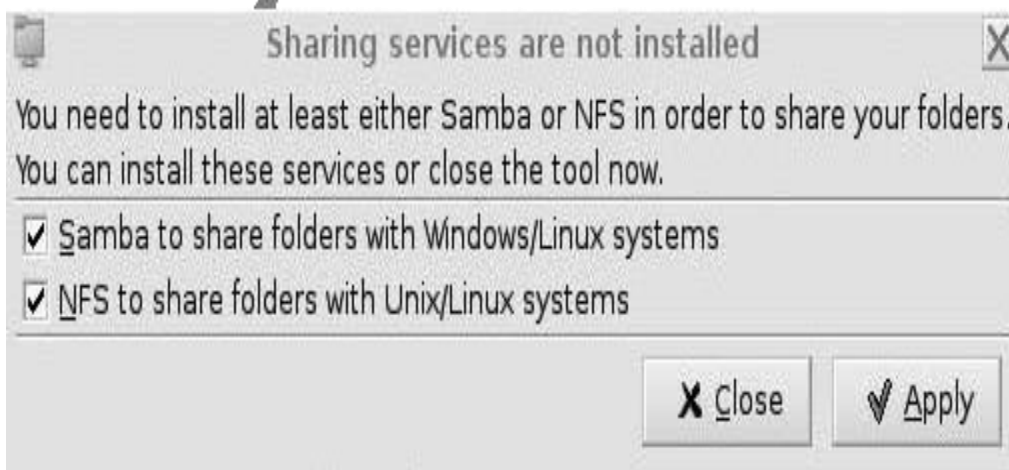 Sharing services are not installed
You need to install at least either Samba or NFS in order to share your folders.
You can install these services or close the tool now.
Samba to share folders with Windows/Linux systems
NFS to share folders with Unix/Linux systems
Close
Apply